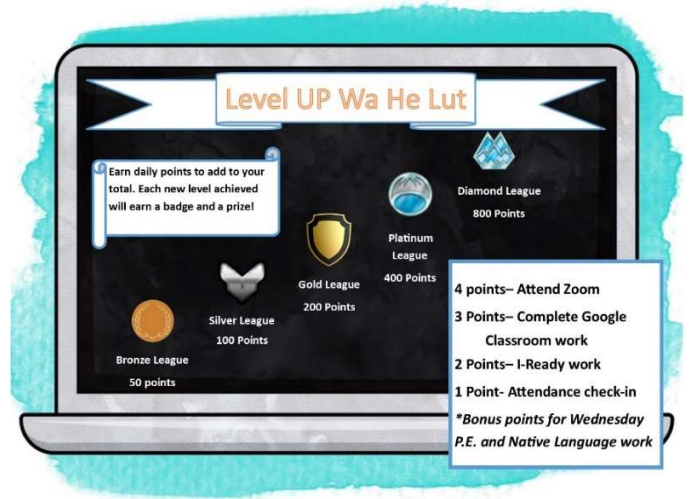 Level UP Wa He Lut
Earn daily points to add to your
total. Each new level achieved
will earn a badge and a prize!
Diamond League
800 Points
Platinum
League
400 Points
Gold League
200 Points
Silver League
100 Points
Bronze League
50 points
4 points– Attend Zoom
3 Points– Complete Google
Classroom work
2 Points– I-Ready work
1 Point- Attendance check-in
*Bonus points for Wednesday
P.E. and Native Language work